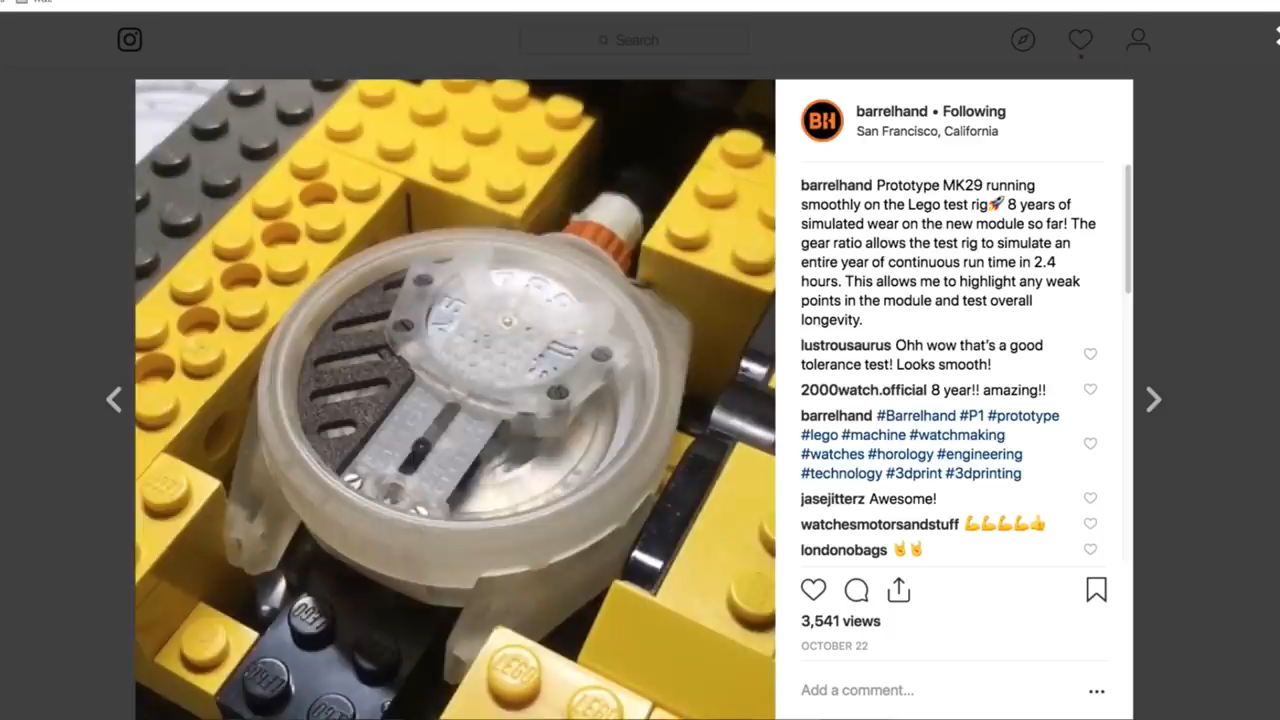 Search
BH
barrelhand • Following
San Francisco, California
barrelhand Prototype MK29 running
smoothly on the Lego test rig🚀 8 years of
simulated wear on the new module so far! The
gear ratio allows the test rig to simulate an
entire year of continuous run time in 2.4
hours. This allows me to highlight any weak
points in the module and test overall
longevity.
lustrousaurus Ohh wow that's a good
tolerance test! Looks smooth!
2000watch.official 8 year!! amazing!!
barrelhand #Barrelhand #P1 #prototype
#lego #machine #watchmaking
#watches #horology #engineering
#technology #3dprint #3dprinting
jasejitterz Awesome!
watchesmotorsandstuff 💪💪💪💪👍
londonobags 🤘🤘
3,541 views
OCTOBER 22
Add a comment...
LEGO
LEGO
LEGO
LEGO